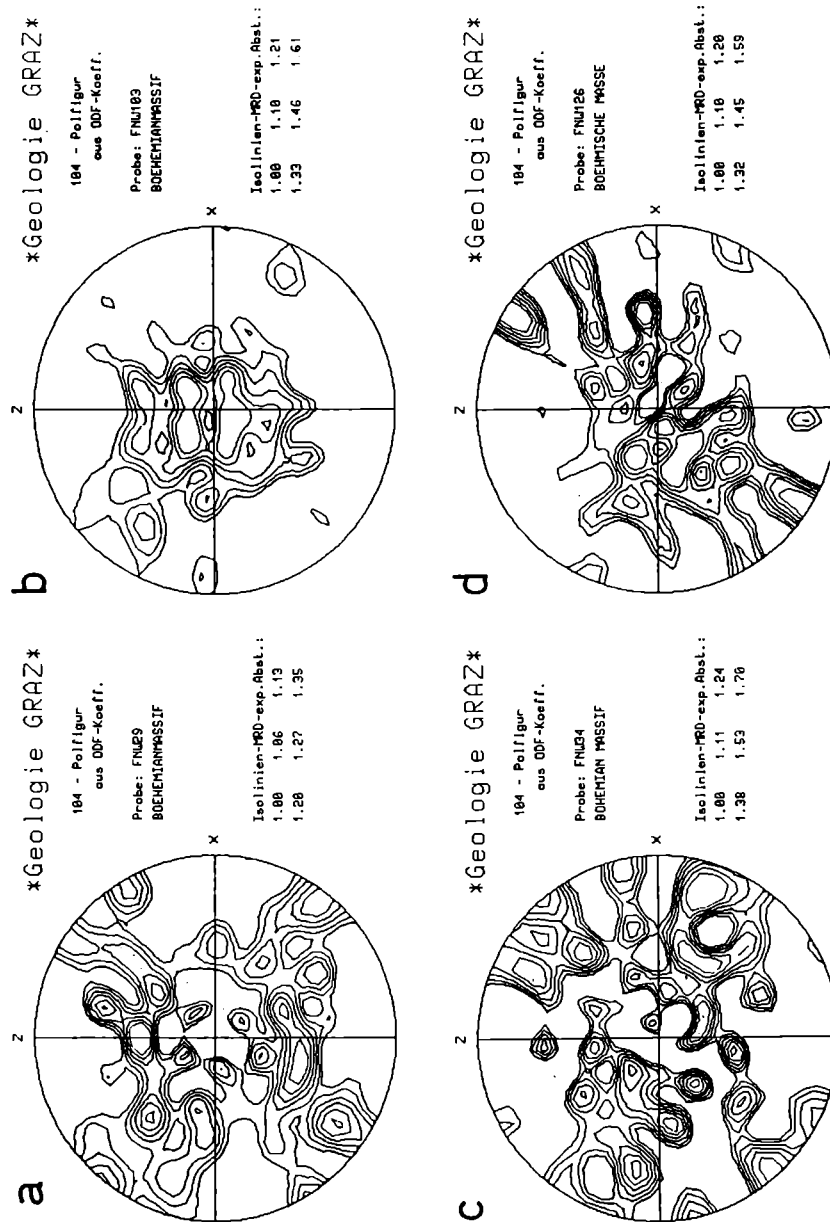 a
Z
X
*Geologie GRAZ*
104 - Polfigur
aus ODF-Koeff.
Probe: FNW29
BOEHEMIANMASSIF
Isolinien-MRD-exp.Abst.:
1.00 1.06 1.13
1.20 1.27 1.35
b
Z
X
*Geologie GRAZ*
104 - Polfigur
aus ODF-Koeff.
Probe: FNW103
BOEHEMIANMASSIF
Isolinien-MRD-exp.Abst.:
1.00 1.10 1.21
1.33 1.46 1.61
c
Z
X
*Geologie GRAZ*
104 - Polfigur
aus ODF-Koeff.
Probe: FNW34
BOHEMIAN MASSIF
Isolinien-MRD-exp.Abst.:
1.00 1.11 1.24
1.38 1.53 1.70
d
Z
X
*Geologie GRAZ*
104 - Polfigur
aus ODF-Koeff.
Probe: FNW126
BOEHMISCHE MASSE
Isolinien-MRD-exp.Abst.:
1.00 1.10 1.20
1.32 1.45 1.59